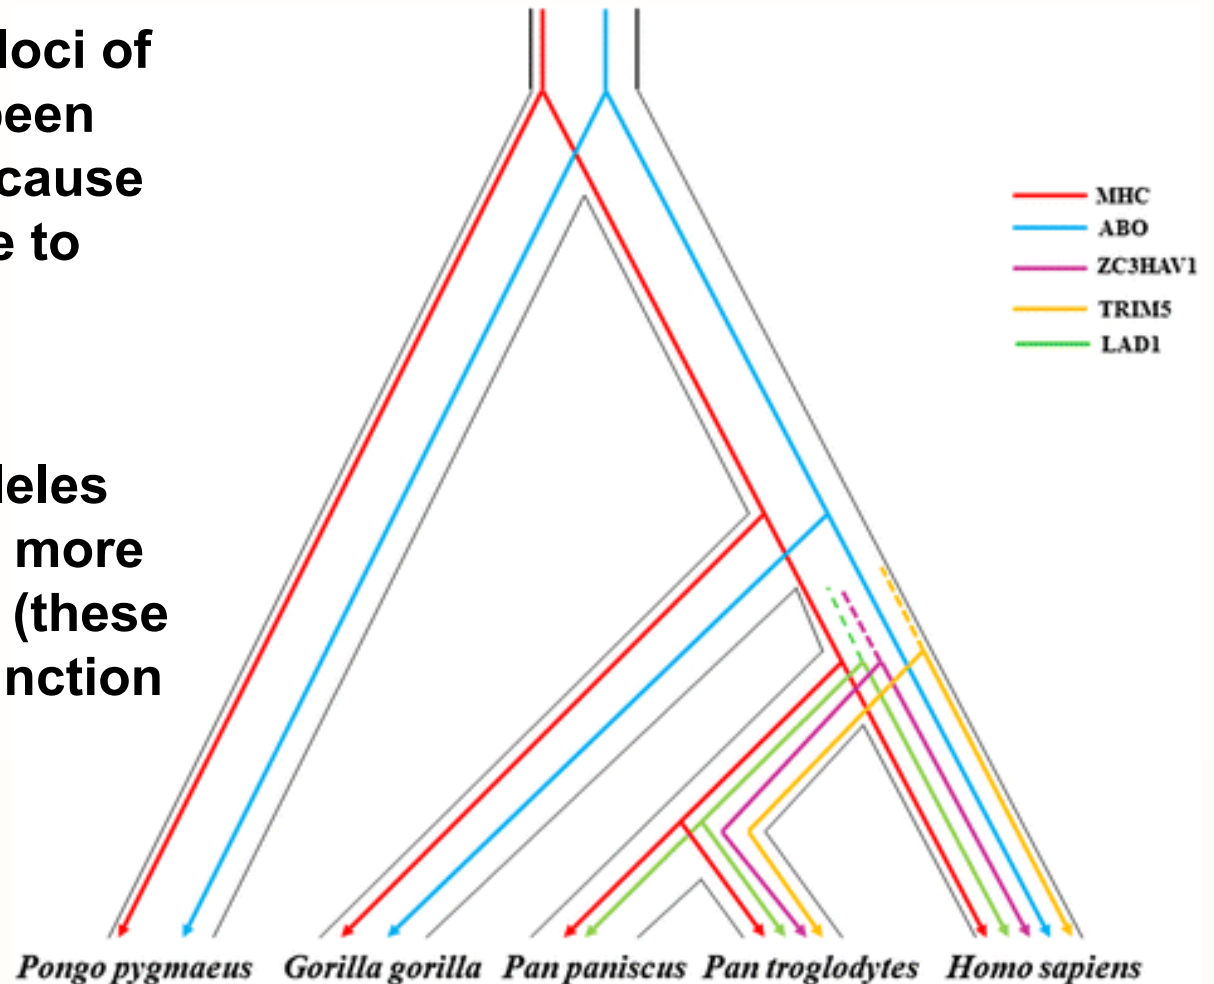 loci of
been
cause
e to
leles
more
(these
nction
MHC
ABO
ZC3HAV1
TRIM5
LAD1
Pongo pygmaeus Gorilla gorilla Pan paniscus Pan troglodytes Homo sapiens